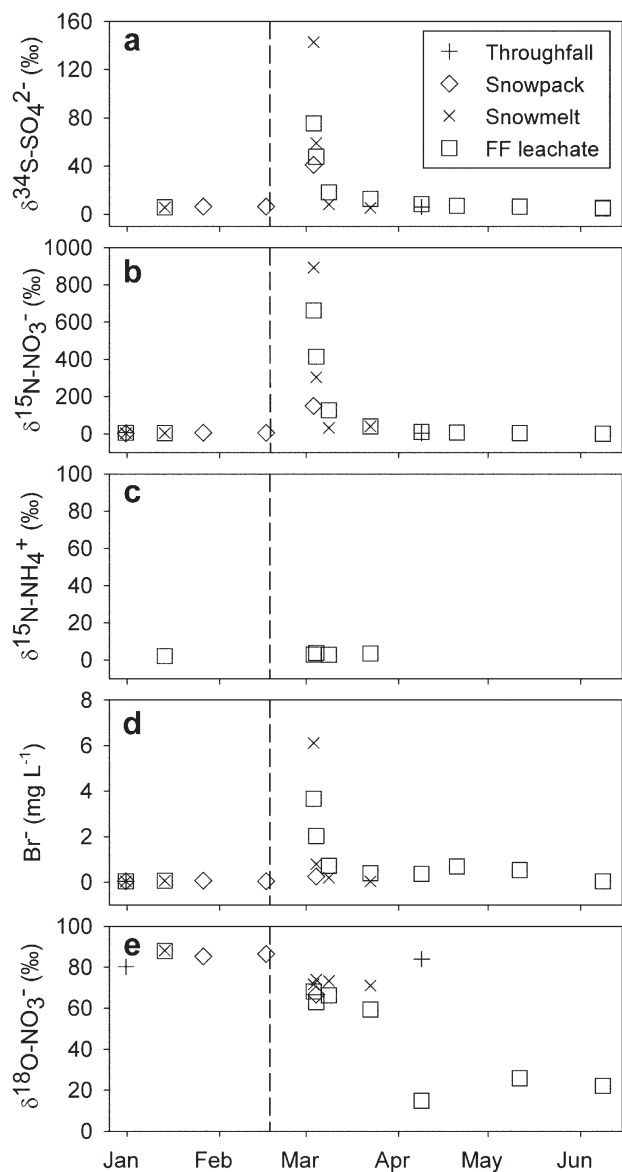 a
160
120
80
40
0
δ34S-SO42- (‰)
Throughfall
Snowpack
Snowmelt
FF leachate
b
1000
800
600
400
200
0
δ15N-NO3- (‰)
c
100
80
60
40
20
0
δ15N-NH4+ (‰)
d
8
6
4
2
0
Br- (mg L-1)
e
100
80
60
40
20
0
δ18O-NO3- (‰)
Jan Feb Mar Apr May Jun